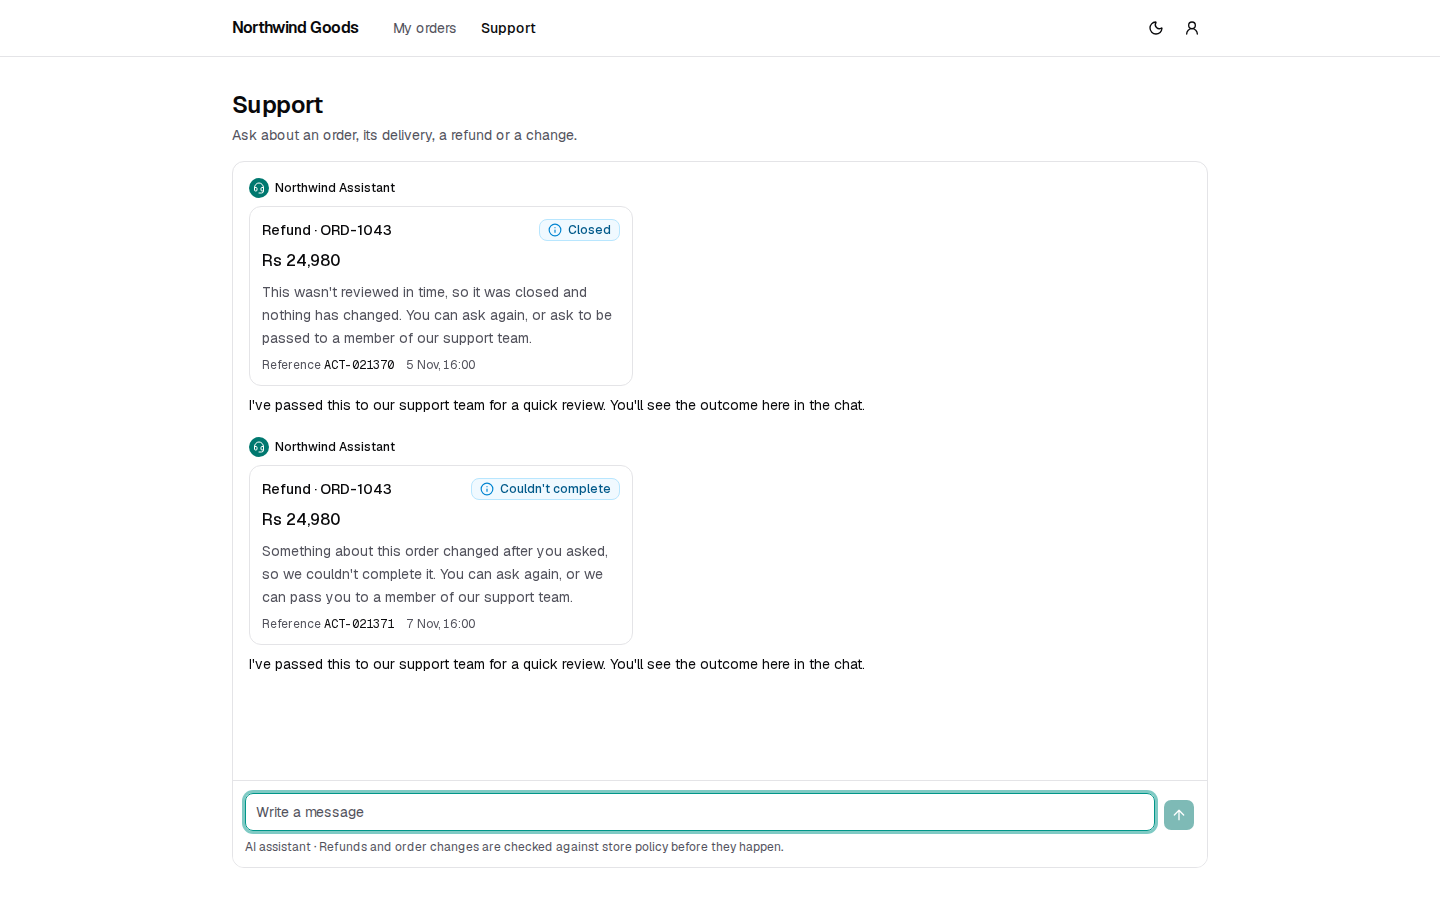 Northwind Goods My orders Support
Support
Ask about an order, its delivery, a refund or a change.
Northwind Assistant
Refund · ORD-1043 Closed
Rs 24,980
This wasn't reviewed in time, so it was closed and
nothing has changed. You can ask again, or ask to be
passed to a member of our support team.
Reference ACT-021370 5 Nov, 16:00
I've passed this to our support team for a quick review. You'll see the outcome here in the chat.
Northwind Assistant
Refund · ORD-1043 Couldn't complete
Rs 24,980
Something about this order changed after you asked,
so we couldn't complete it. You can ask again, or we
can pass you to a member of our support team.
Reference ACT-021371 7 Nov, 16:00
I've passed this to our support team for a quick review. You'll see the outcome here in the chat.
Write a message
AI assistant · Refunds and order changes are checked against store policy before they happen.